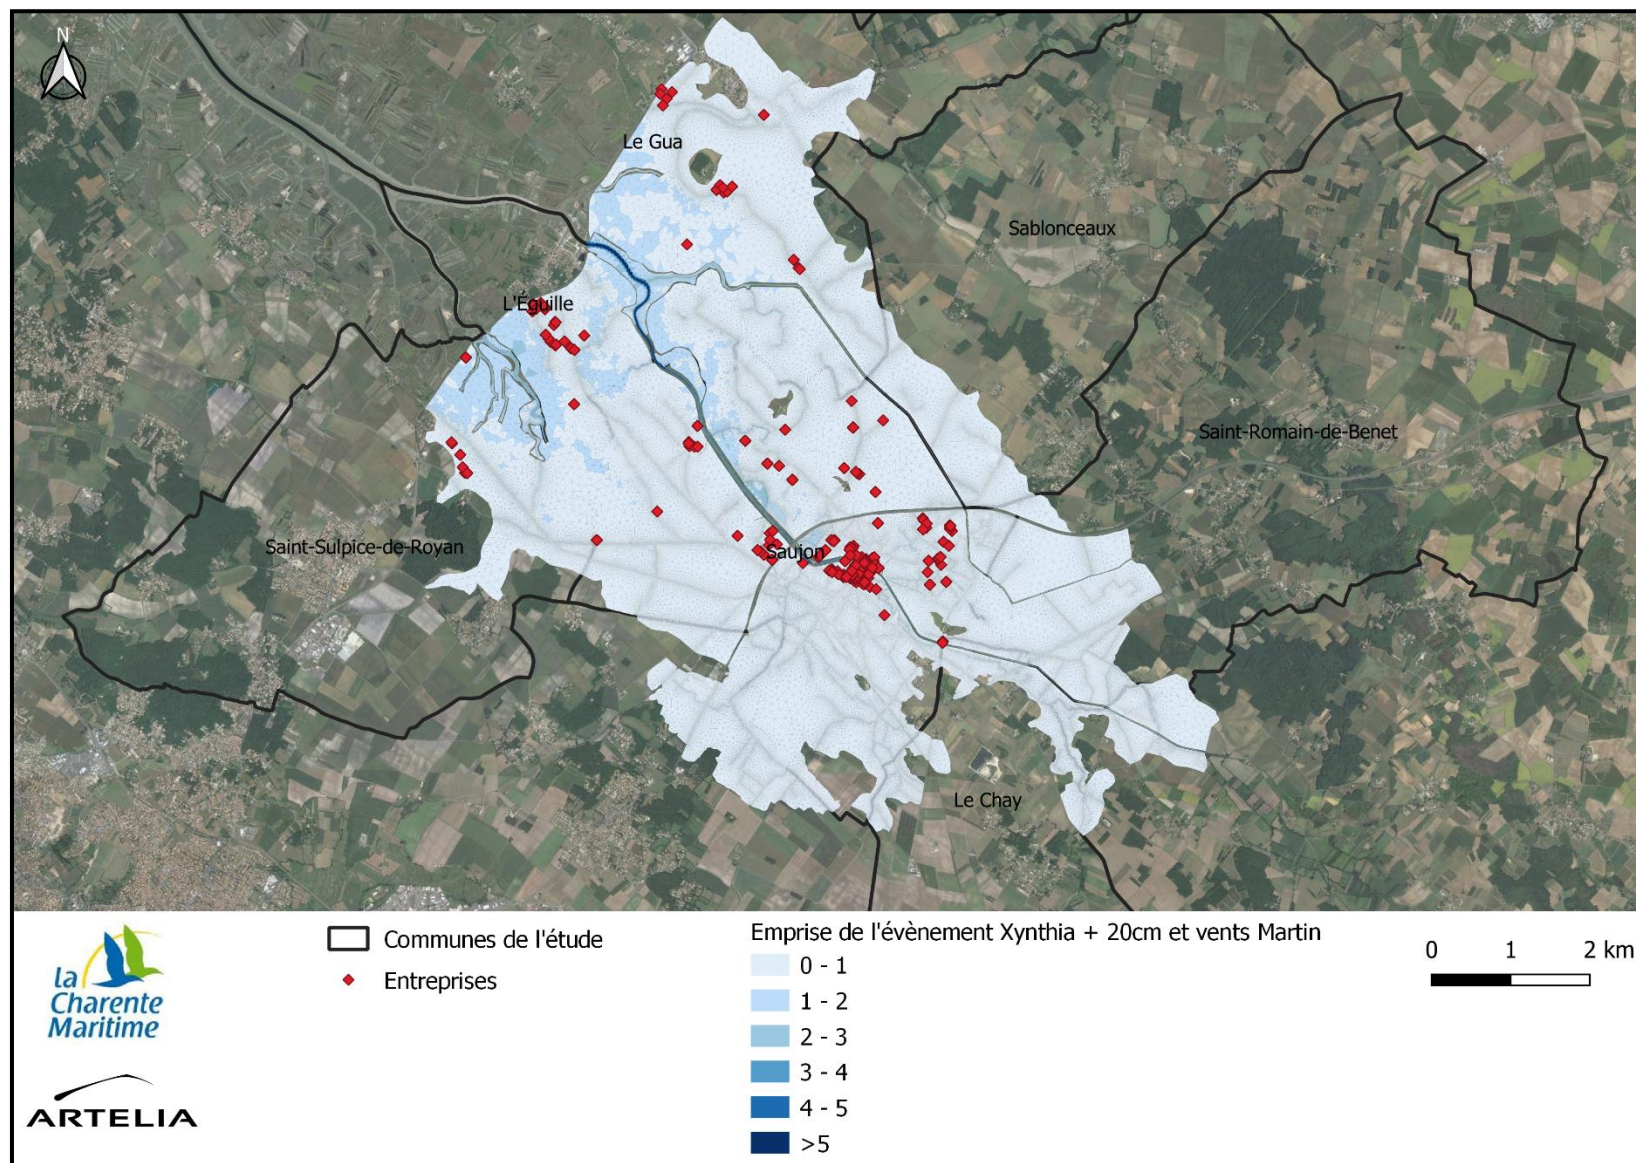 N
Le Gua
Sablonceaux
L'Éguille
Saint-Romain-de-Benet
Saint-Sulpice-de-Royan
Saujon
Le Chay
la
Charente
Maritime
ARTELIA
Communes de l'étude
Entreprises
Emprise de l'évènement Xynthia + 20cm et vents Martin
0 - 1
1 - 2
2 - 3
3 - 4
4 - 5
>5
0 1 2 km